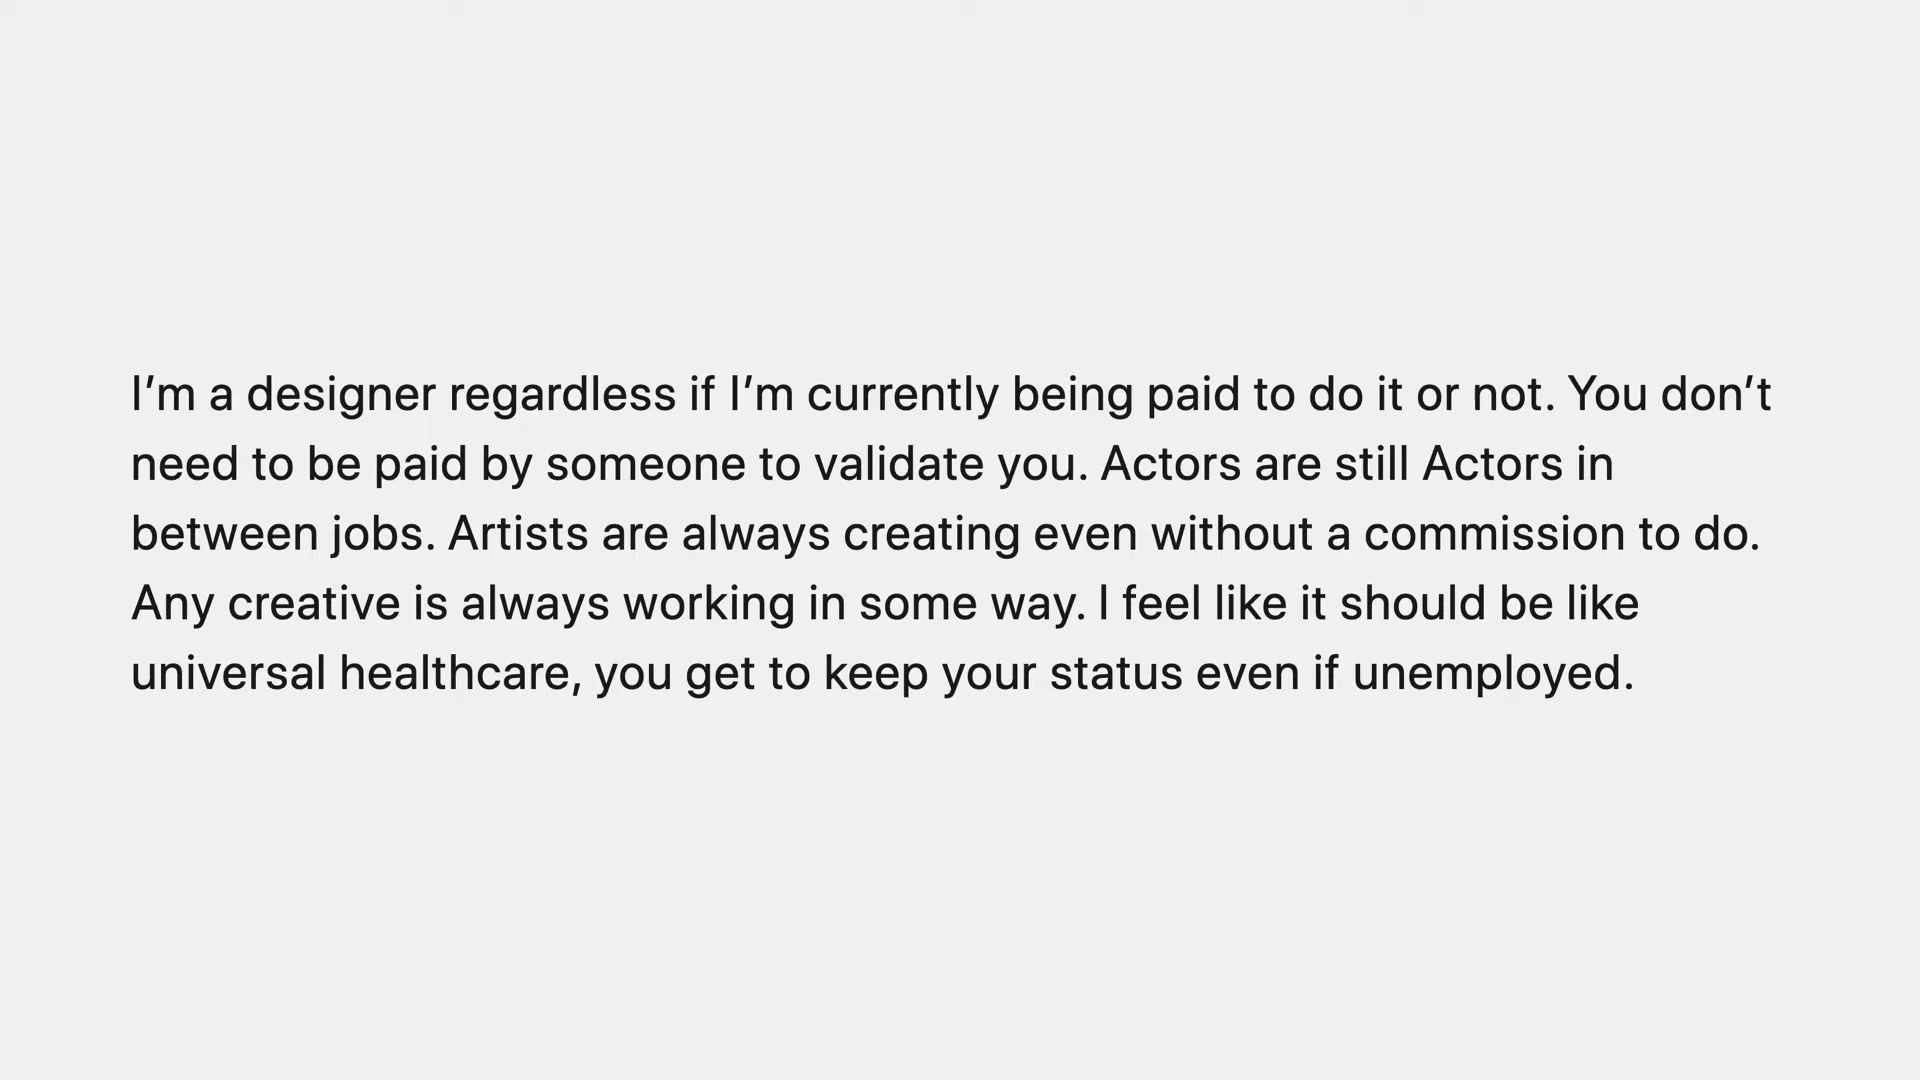 I’m a designer regardless if I’m currently being paid to do it or not. You don’t
need to be paid by someone to validate you. Actors are still Actors in
between jobs. Artists are always creating even without a commission to do.
Any creative is always working in some way. I feel like it should be like
universal healthcare, you get to keep your status even if unemployed.